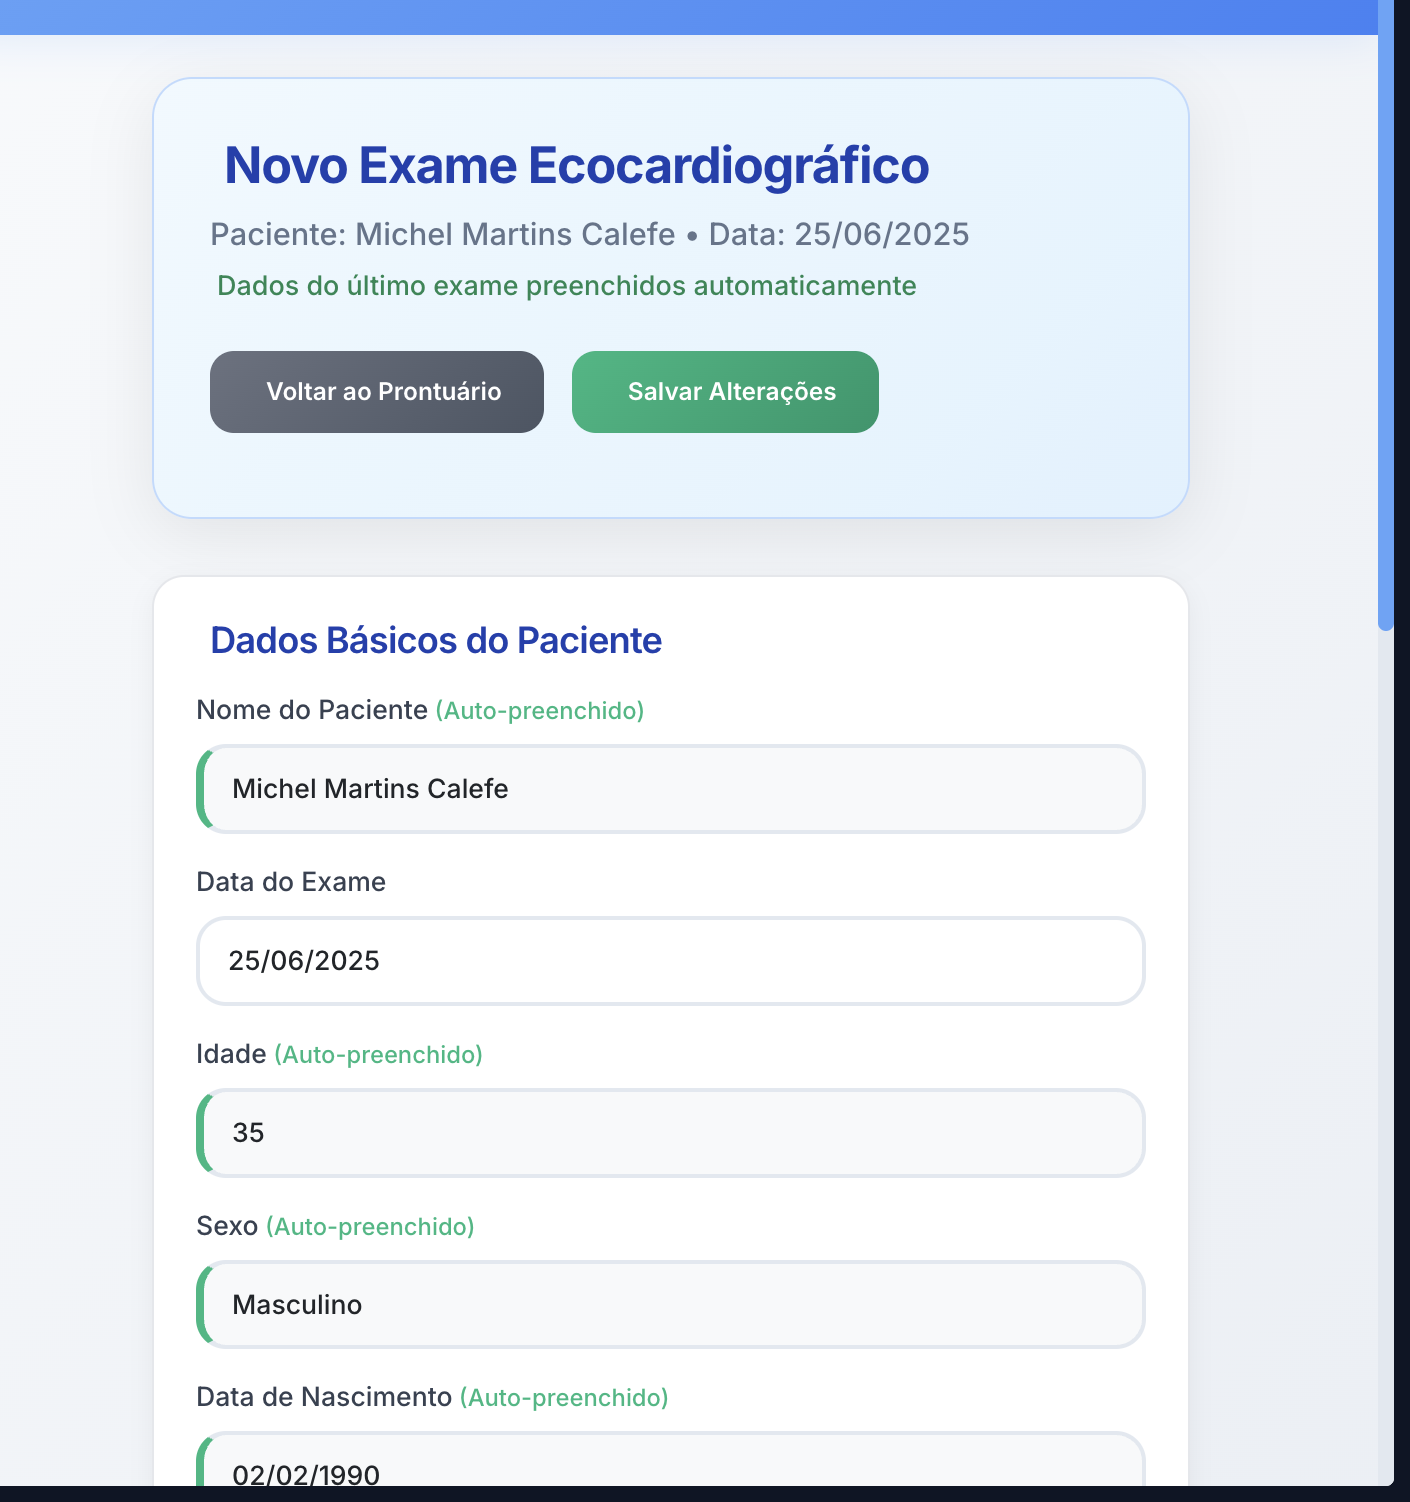 Novo Exame Ecocardiográfico
Paciente: Michel Martins Calefe • Data: 25/06/2025
Dados do último exame preenchidos automaticamente
Voltar ao Prontuário Salvar Alterações
Dados Básicos do Paciente
Nome do Paciente (Auto-preenchido)
Michel Martins Calefe
Data do Exame
25/06/2025
Idade (Auto-preenchido)
35
Sexo (Auto-preenchido)
Masculino
Data de Nascimento (Auto-preenchido)
02/02/1990